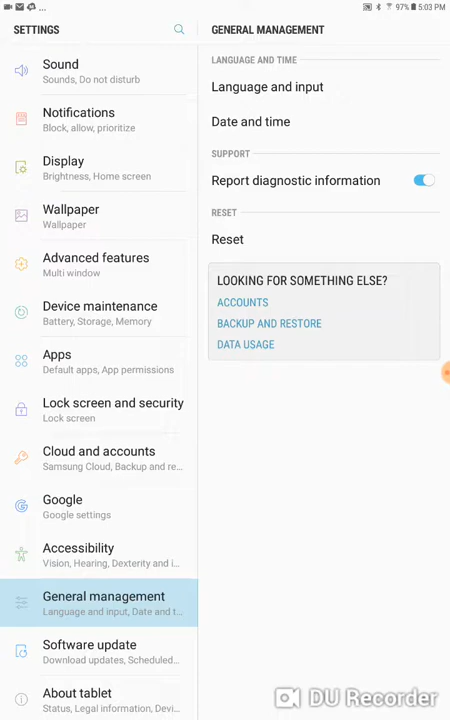 ... 97% 5:03 PM
SETTINGS
Sound
Sounds, Do not disturb
Notifications
Block, allow, prioritize
Display
Brightness, Home screen
Wallpaper
Wallpaper
Advanced features
Multi window
Device maintenance
Battery, Storage, Memory
Apps
Default apps, App permissions
Lock screen and security
Lock screen
Cloud and accounts
Samsung Cloud, Backup and re...
Google
Google settings
Accessibility
Vision, Hearing, Dexterity and i...
General management
Language and input, Date and t...
Software update
Download updates, Scheduled...
About tablet
Status, Legal information, Devi...
GENERAL MANAGEMENT
LANGUAGE AND TIME
Language and input
Date and time
SUPPORT
Report diagnostic information
RESET
Reset
LOOKING FOR SOMETHING ELSE?
ACCOUNTS
BACKUP AND RESTORE
DATA USAGE
DU Recorder